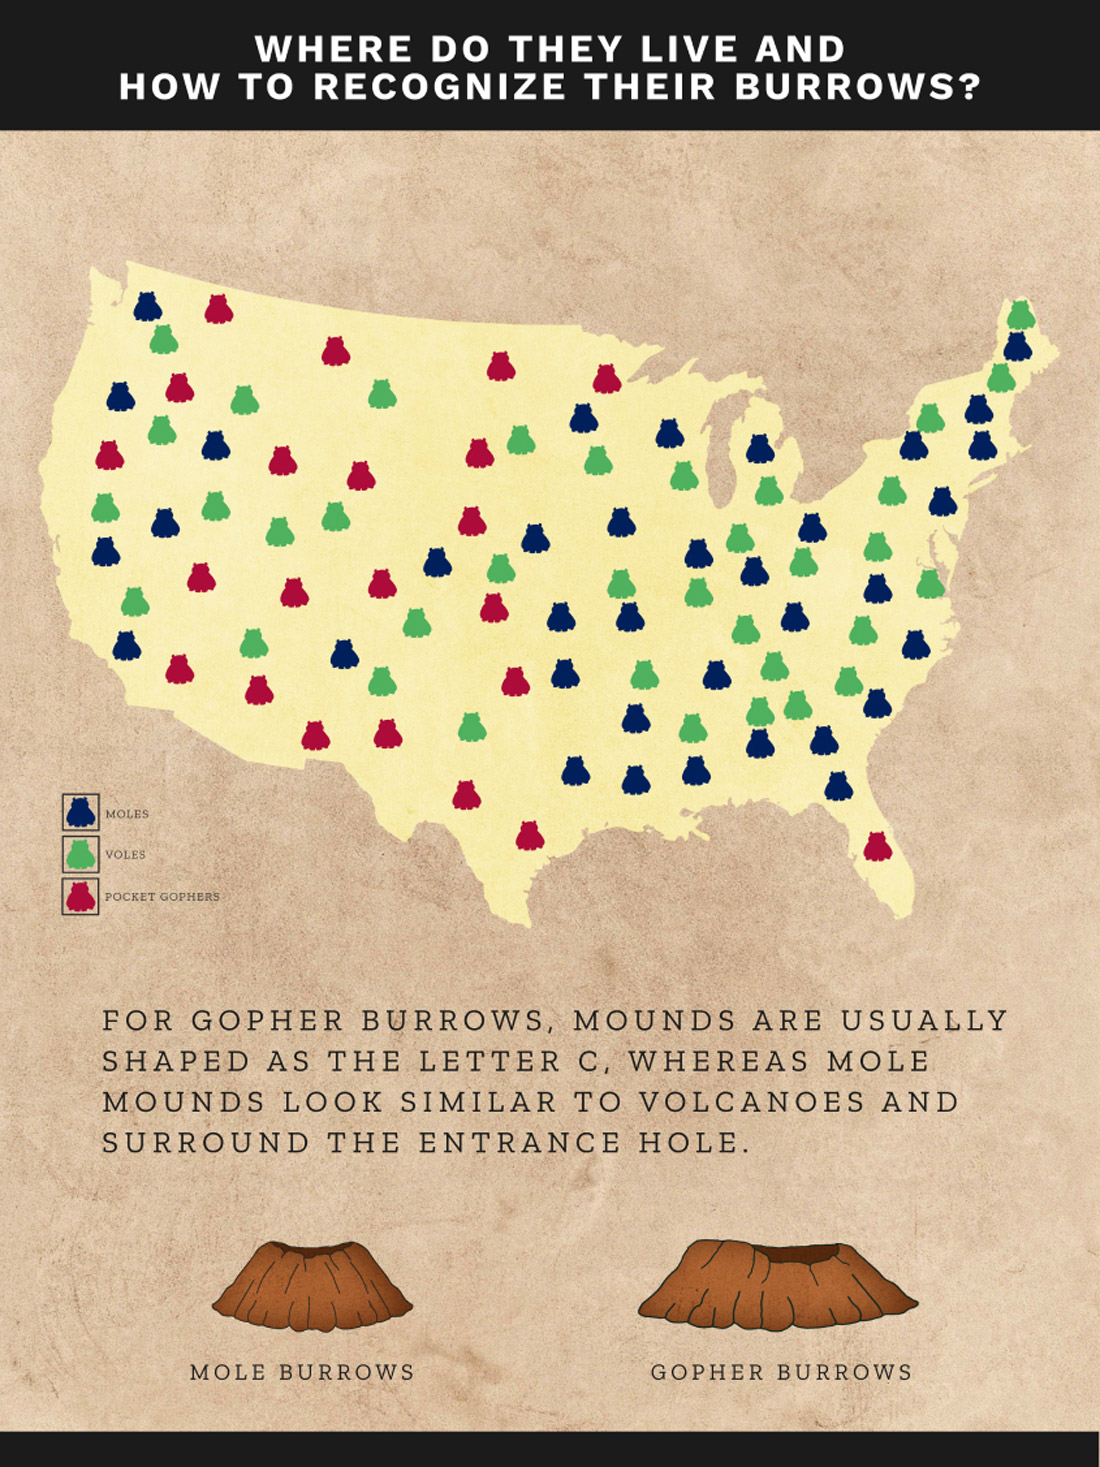 WHERE DO THEY LIVE AND
HOW TO RECOGNIZE THEIR BURROWS?
MOLES
VOLES
POCKET GOPHERS
FOR GOPHER BURROWS, MOUNDS ARE USUALLY
SHAPED AS THE LETTER C, WHEREAS MOLE
MOUNDS LOOK SIMILAR TO VOLCANOES AND
SURROUND THE ENTRANCE HOLE.
MOLE BURROWS
GOPHER BURROWS